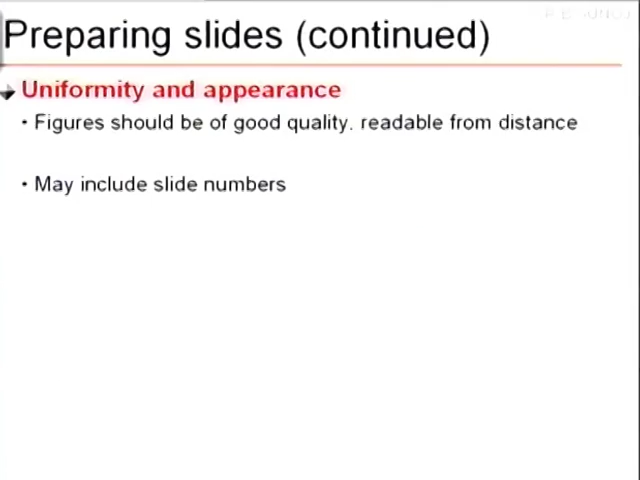 Preparing slides (continued)
Uniformity and appearance
• Figures should be of good quality. readable from distance
• May include slide numbers